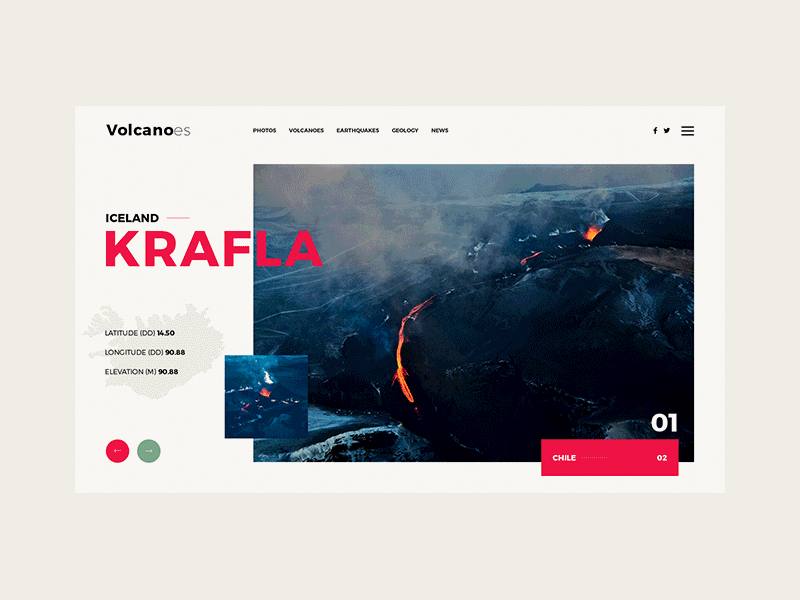 Volcanoes
PHOTOS VOLCANOES EARTHQUAKES GEOLOGY NEWS
ICELAND
KRAFLA
LATITUDE (DD) 14.50
LONGITUDE (DD) 90.88
ELEVATION (M) 90.88
01
CHILE 02